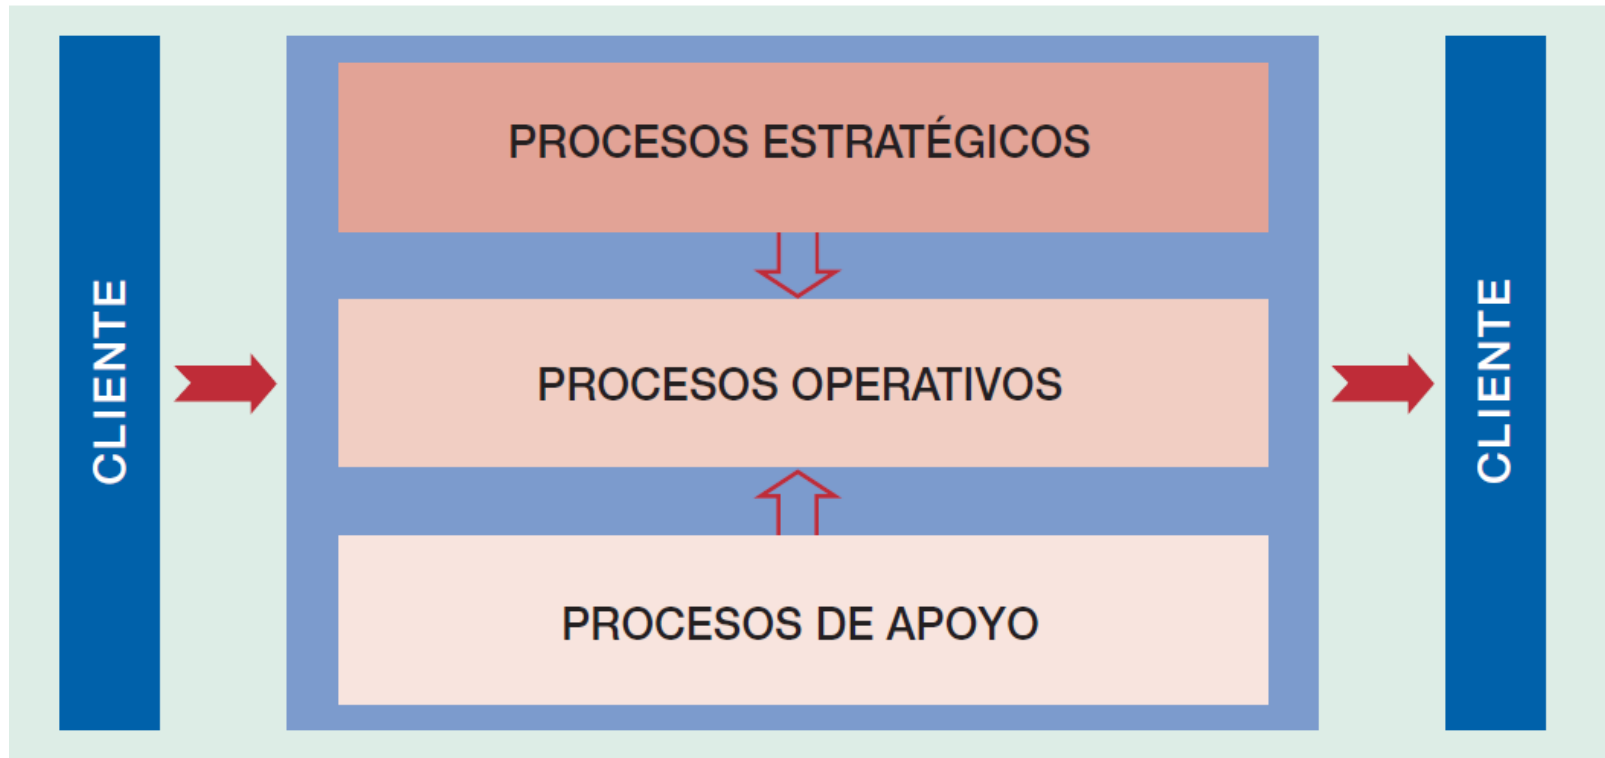 CLIENTE
PROCESOS ESTRATÉGICOS
PROCESOS OPERATIVOS
PROCESOS DE APOYO
CLIENTE